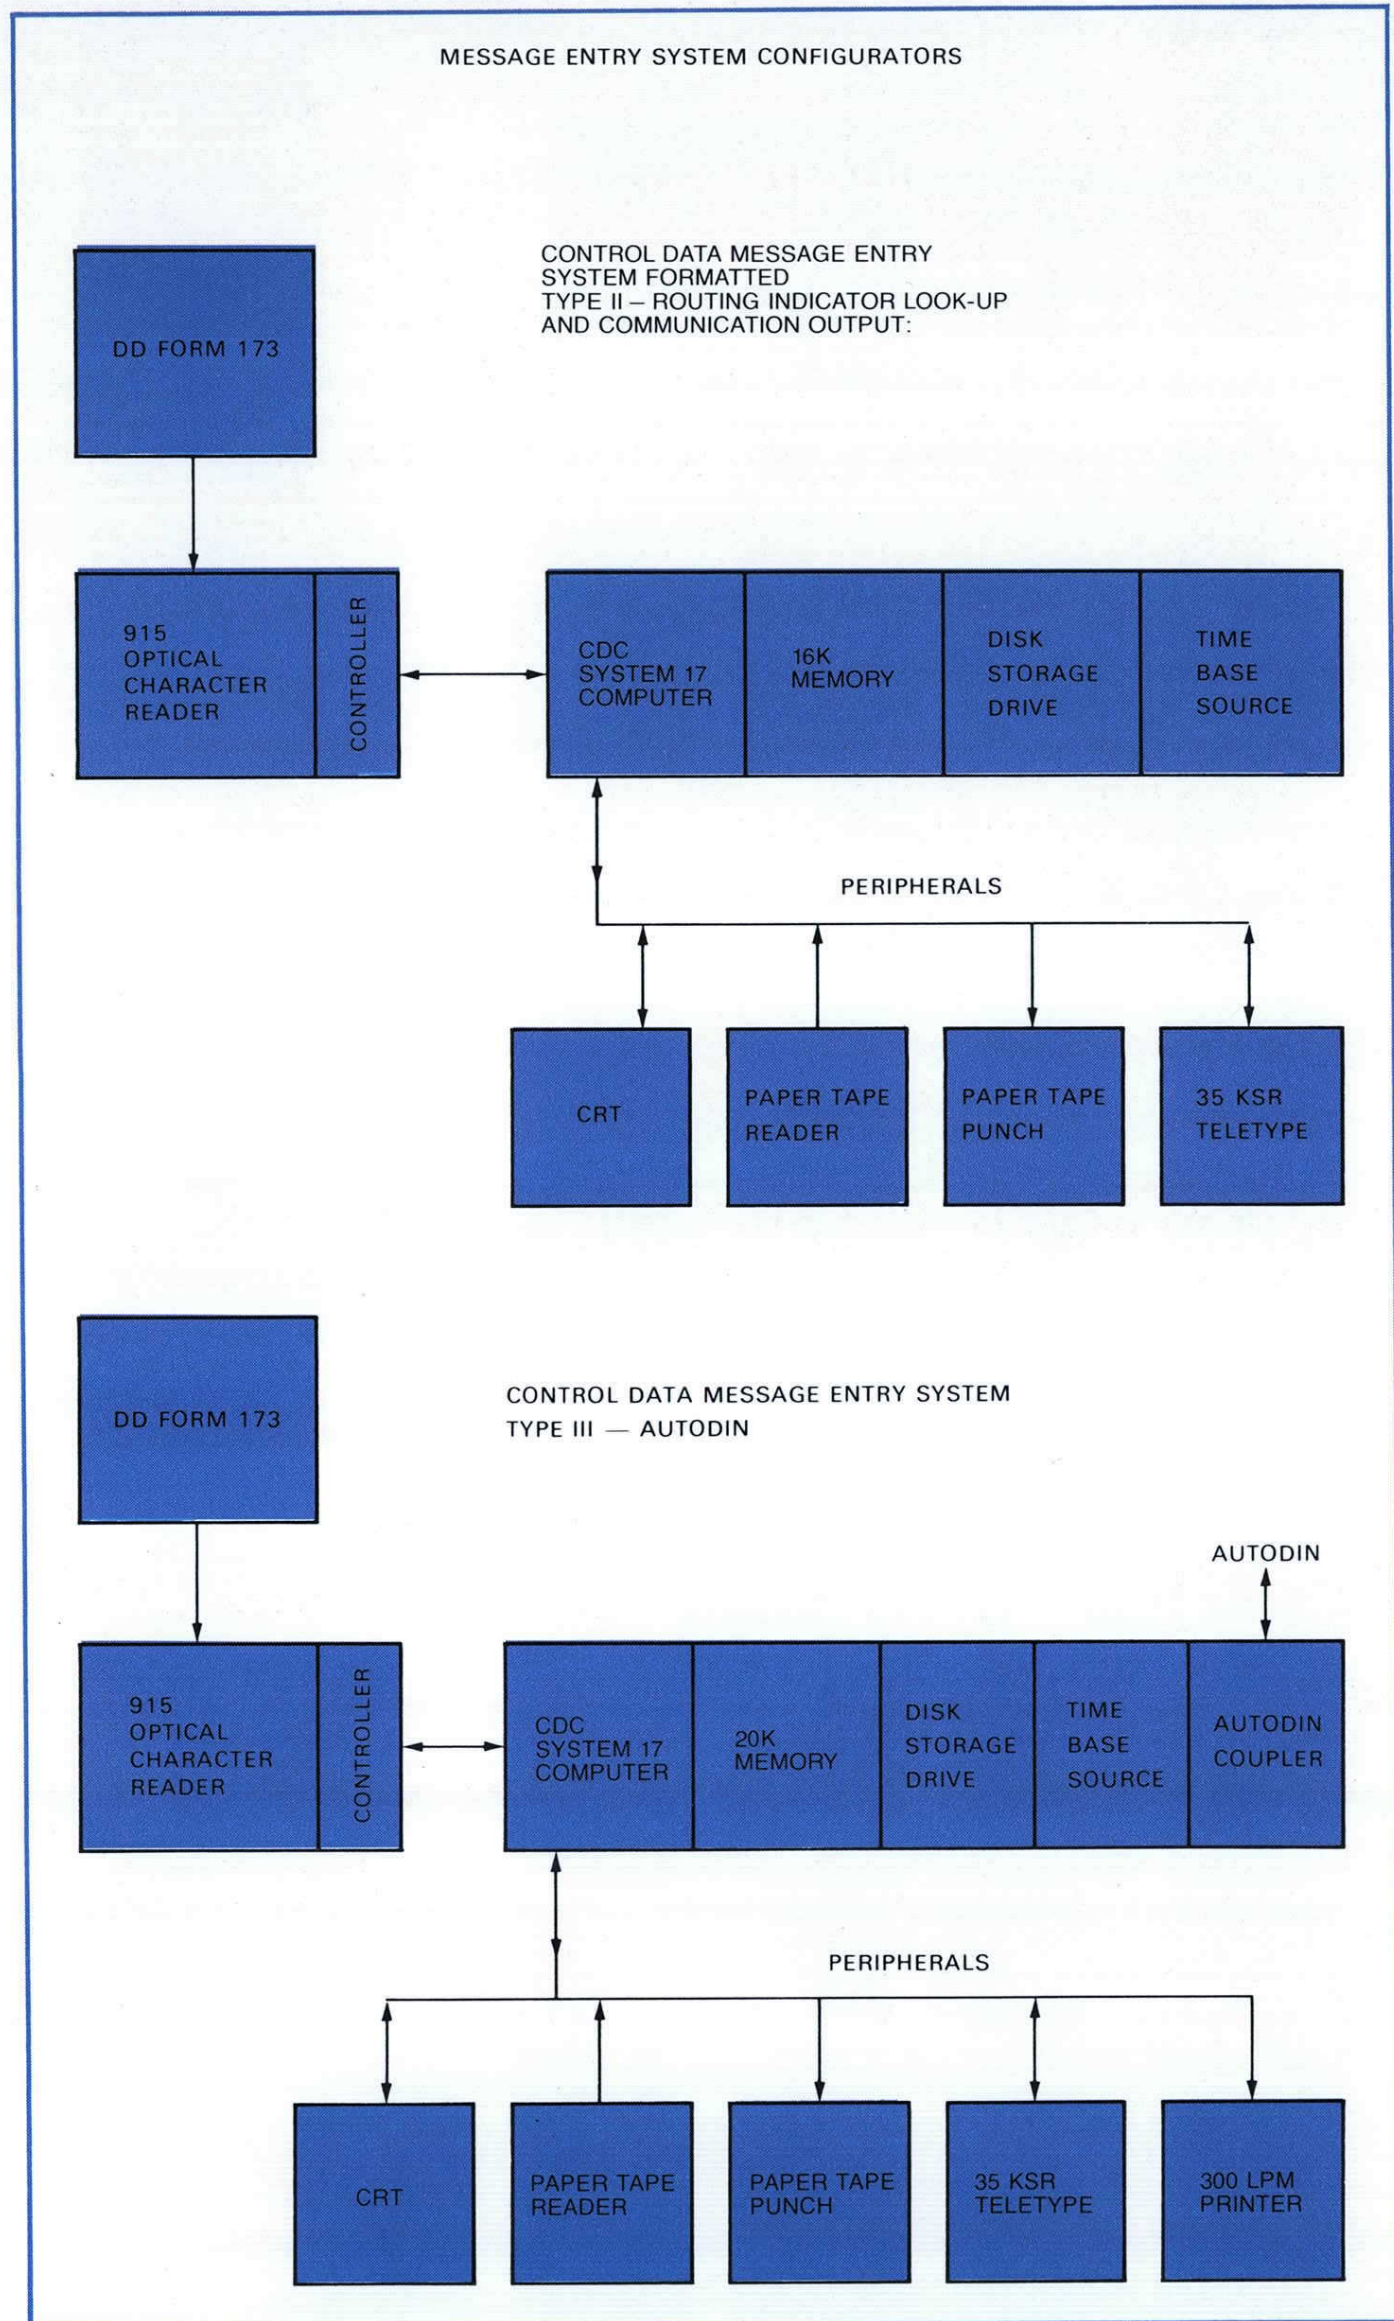 MESSAGE ENTRY SYSTEM CONFIGURATORS
CONTROL DATA MESSAGE ENTRY
SYSTEM FORMATTED
TYPE II – ROUTING INDICATOR LOOK-UP
AND COMMUNICATION OUTPUT:
DD FORM 173
915
OPTICAL
CHARACTER
READER
CONTROLLER
CDC
SYSTEM 17
COMPUTER
16K
MEMORY
DISK
STORAGE
DRIVE
TIME
BASE
SOURCE
PERIPHERALS
CRT
PAPER TAPE
READER
PAPER TAPE
PUNCH
35 KSR
TELETYPE
DD FORM 173
CONTROL DATA MESSAGE ENTRY SYSTEM
TYPE III — AUTODIN
AUTODIN
915
OPTICAL
CHARACTER
READER
CONTROLLER
CDC
SYSTEM 17
COMPUTER
20K
MEMORY
DISK
STORAGE
DRIVE
TIME
BASE
SOURCE
AUTODIN
COUPLER
PERIPHERALS
CRT
PAPER TAPE
READER
PAPER TAPE
PUNCH
35 KSR
TELETYPE
300 LPM
PRINTER